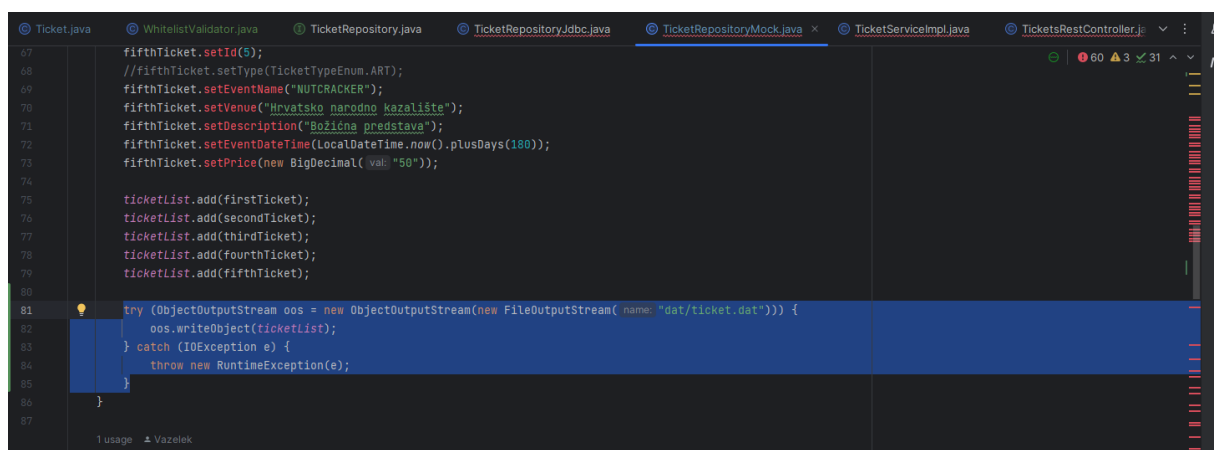 Ticket.java WhitelistValidator.java TicketRepository.java TicketRepositoryJdbc.java TicketRepositoryMock.java × TicketServiceImpl.java TicketsRestController.ja
67 fifthTicket.setId(5);
60 3 31
68 //fifthTicket.setType(TicketTypeEnum.ART);
69 fifthTicket.setEventName("NUTCRACKER");
70 fifthTicket.setVenue("Hrvatsko narodno kazalište");
71 fifthTicket.setDescription("Božićna predstava");
72 fifthTicket.setEventDateTime(LocalDateTime.now().plusDays(180));
73 fifthTicket.setPrice(new BigDecimal( val: "50"));
74
75 ticketList.add(firstTicket);
76 ticketList.add(secondTicket);
77 ticketList.add(thirdTicket);
78 ticketList.add(fourthTicket);
79 ticketList.add(fifthTicket);
80
81 try (ObjectOutputStream oos = new ObjectOutputStream(new FileOutputStream( name: "dat/ticket.dat"))) {
82 oos.writeObject(ticketList);
83 } catch (IOException e) {
84 throw new RuntimeException(e);
85 }
86 }
87
1 usage Vazelek